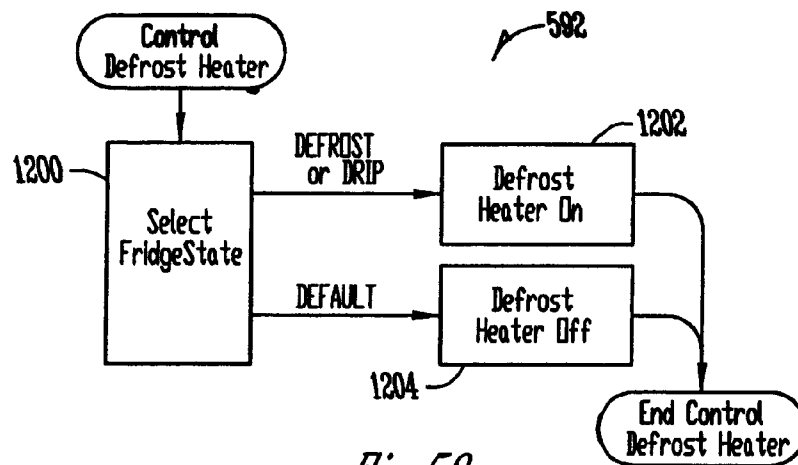 Control
Defrost Heater
592
1200
Select
FridgeState
DEFROST
or DRIP
1202
Defrost
Heater On
DEFAULT
Defrost
Heater Off
1204
End Control
Defrost Heater